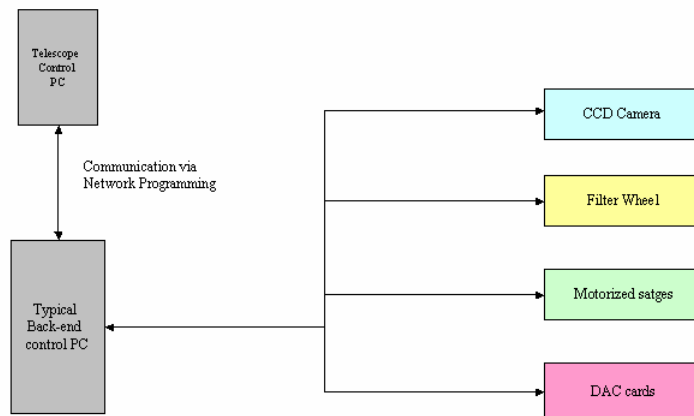 Telescope
Control
PC
Communication via
Network Programming
Typical
Back-end
control PC
CCD Camera
Filter Wheel
Motorized satges
DAC cards